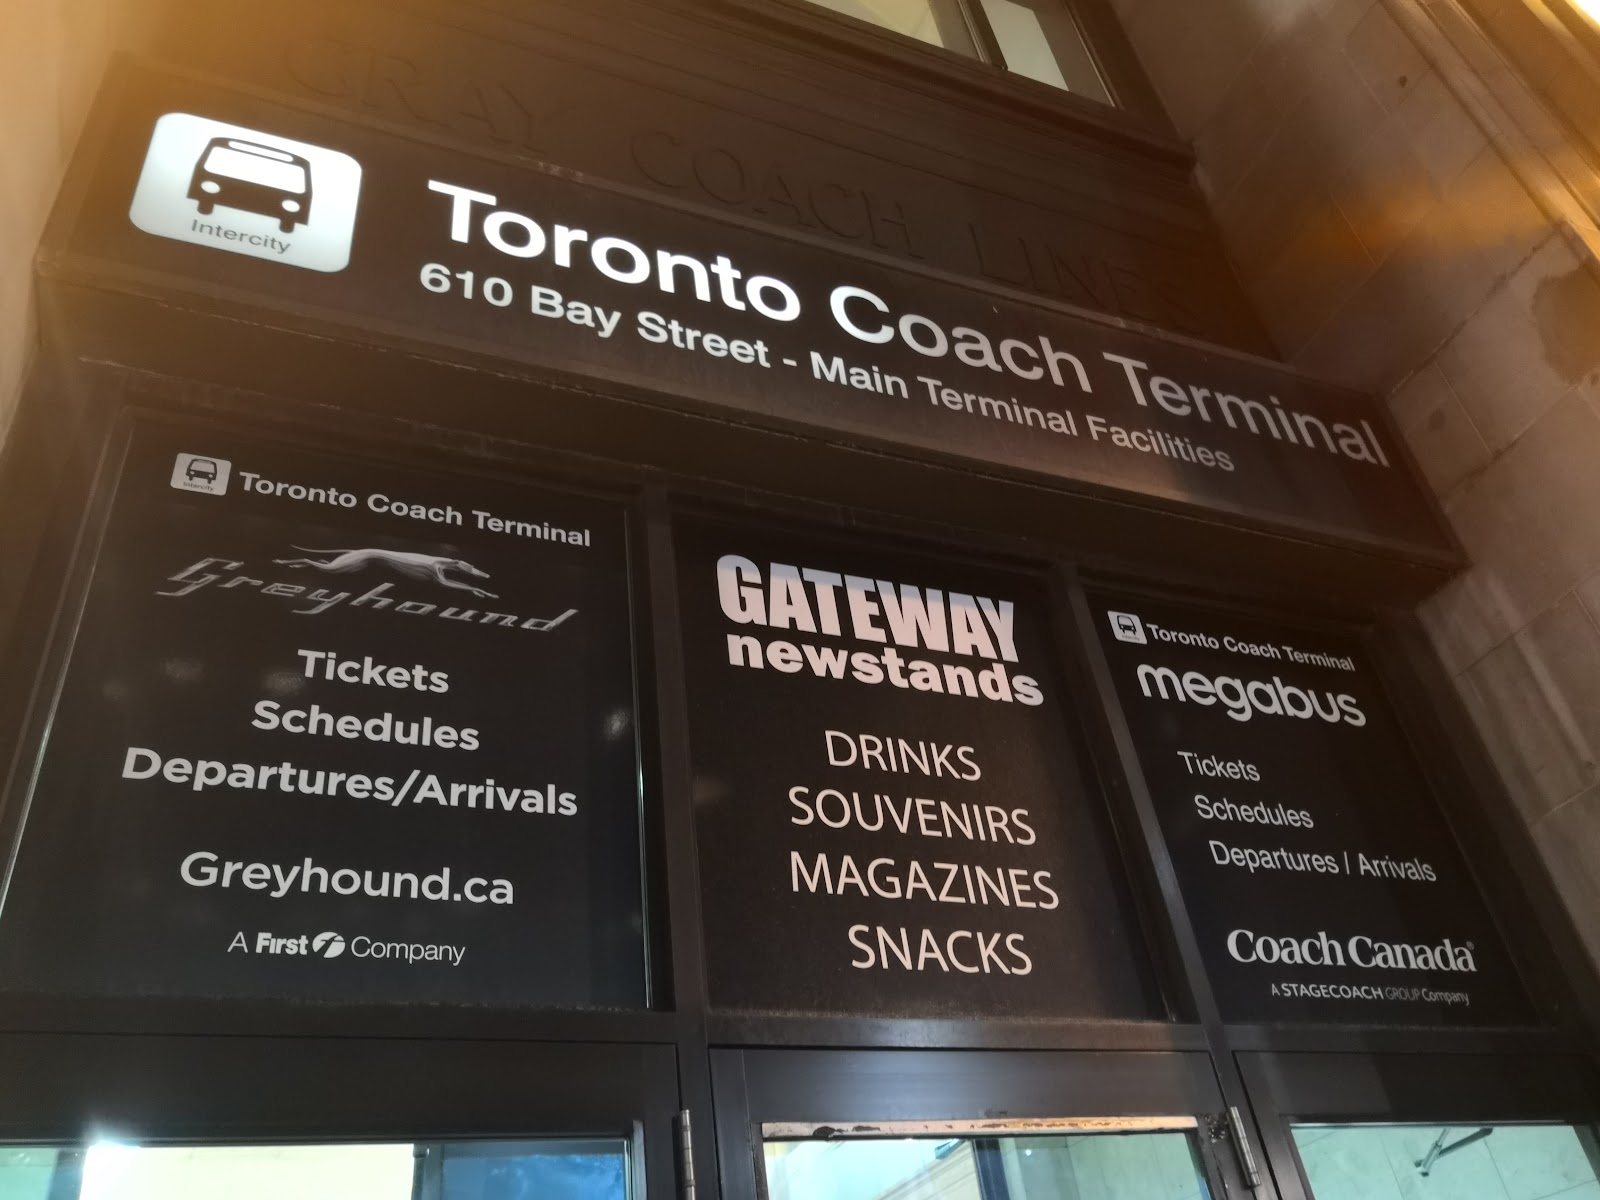 GRAY COACH LINES
Intercity
Toronto Coach Terminal
610 Bay Street - Main Terminal Facilities
Intercity
Toronto Coach Terminal
Greyhound
Tickets
Schedules
Departures/Arrivals
Greyhound.ca
A First Company
GATEWAY
newstands
DRINKS
SOUVENIRS
MAGAZINES
SNACKS
Intercity
Toronto Coach Terminal
megabus
Tickets
Schedules
Departures / Arrivals
Coach Canada®
A STAGECOACH GROUP Company